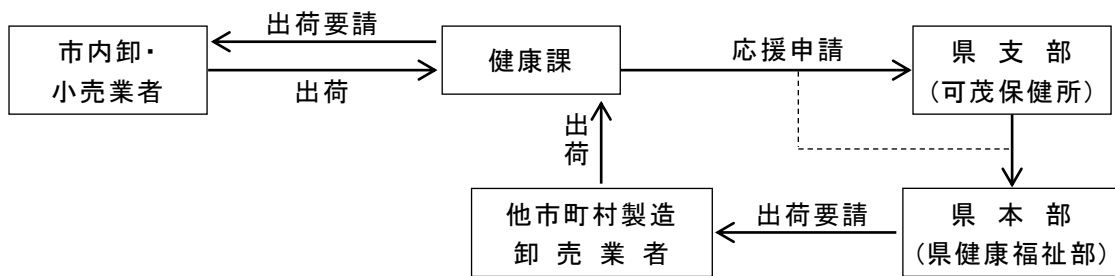 出荷要請
市内卸・
小売業者
出荷
健康課
応援申請
県支部
（可茂保健所）
出
荷
他市町村製造
卸売業者
出荷要請
県本部
（県健康福祉部）